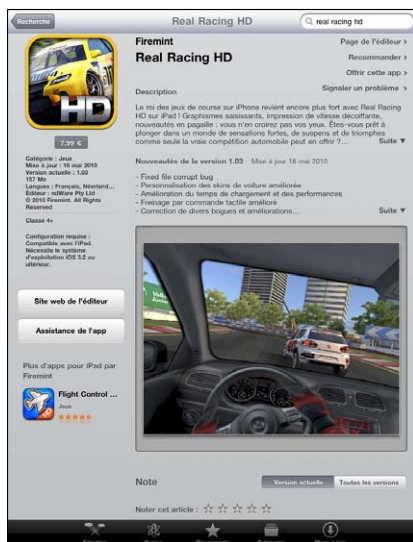 Recherche
Real Racing HD
real racing hd
Firemint
Real Racing HD
Page de l'éditeur ›
Recommander ›
Offrir cette app ›
Signaler un problème ›
HD
7,99 €
Catégorie : Jeux
Mise à jour : 18 mai 2010
Version actuelle : 1.03
157 Mo
Langues : Français, Néerland...
Éditeur : ndWare Pty Ltd
© 2010 Firemint. All Rights
Reserved
Classé 4+
Configuration requise :
Compatible avec l'iPad.
Nécessite le système
d'exploitation iOS 3.2 ou
ultérieur.
Site web de l'éditeur
Assistance de l'app
Plus d'apps pour iPad par
Firemint
Flight Control ...
Jeux
Description
Le roi des jeux de course sur iPhone revient encore plus fort avec Real Racing
HD sur iPad ! Graphismes saisissants, impression de vitesse décoiffante,
nouveautés en pagaille : vous n'en croirez pas vos yeux. Êtes-vous prêt à
plonger dans un monde de sensations fortes, de suspens et de triomphes
comme seule la vraie compétition automobile peut en offrir ?... Suite ▼
Nouveautés de la version 1.03 Mise à jour 18 mai 2010
- Fixed file corrupt bug
- Personnalisation des skins de voiture améliorée
- Amélioration du temps de chargement et des performances
- Freinage par commande tactile amélioré
- Correction de divers bogues et améliorations... Suite ▼
Note
Version actuelle
Toutes les versions
Noter cet article :